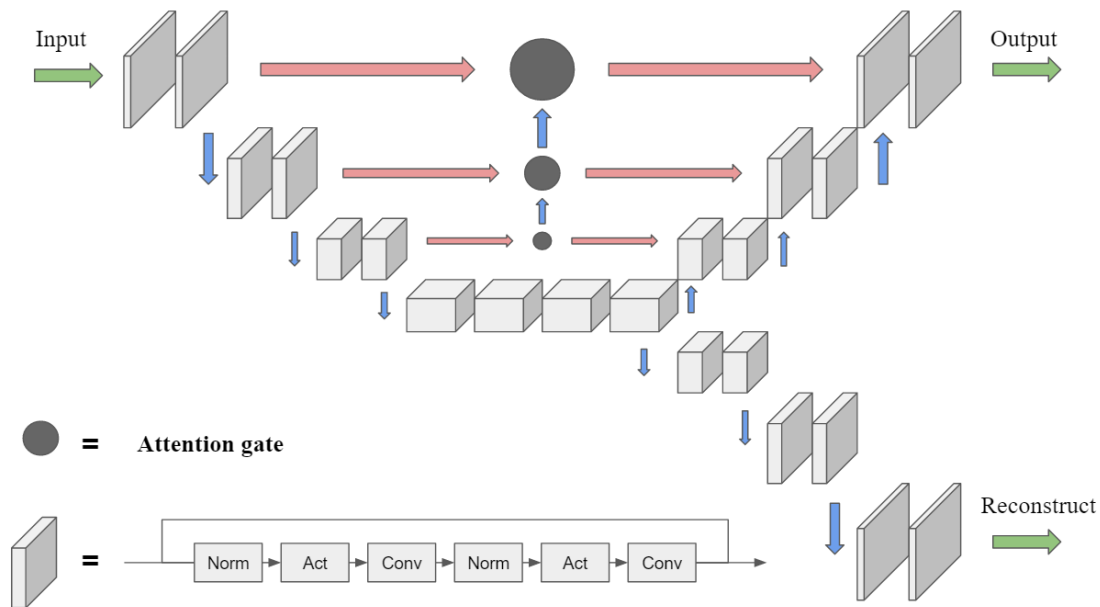 Input
Output
= Attention gate
Reconstruct
= Norm Act Conv Norm Act Conv